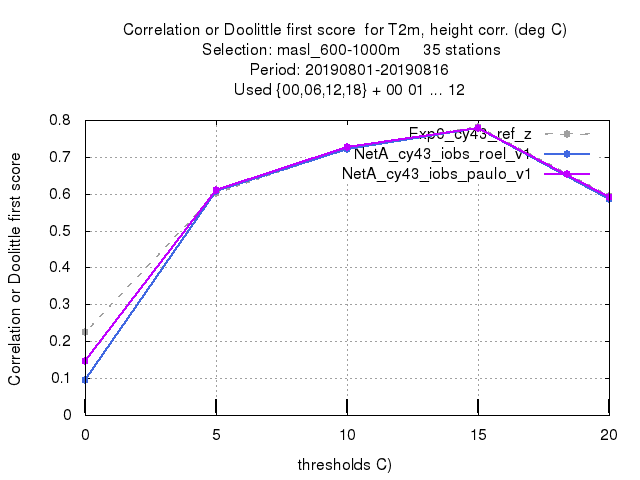 Correlation or Doolittle first score for T2m, height corr. (deg C)
Selection: masl_600-1000m 35 stations
Period: 20190801-20190816
Used {00,06,12,18} + 00 01 ... 12
Correlation or Doolittle first score
0.8
0.7
0.6
0.5
0.4
0.3
0.2
0.1
0
Exp0_cy43_ref_z
NetA_cy43_iobs_roel_v1
NetA_cy43_iobs_paulo_v1
0 5 10 15 20
thresholds C)